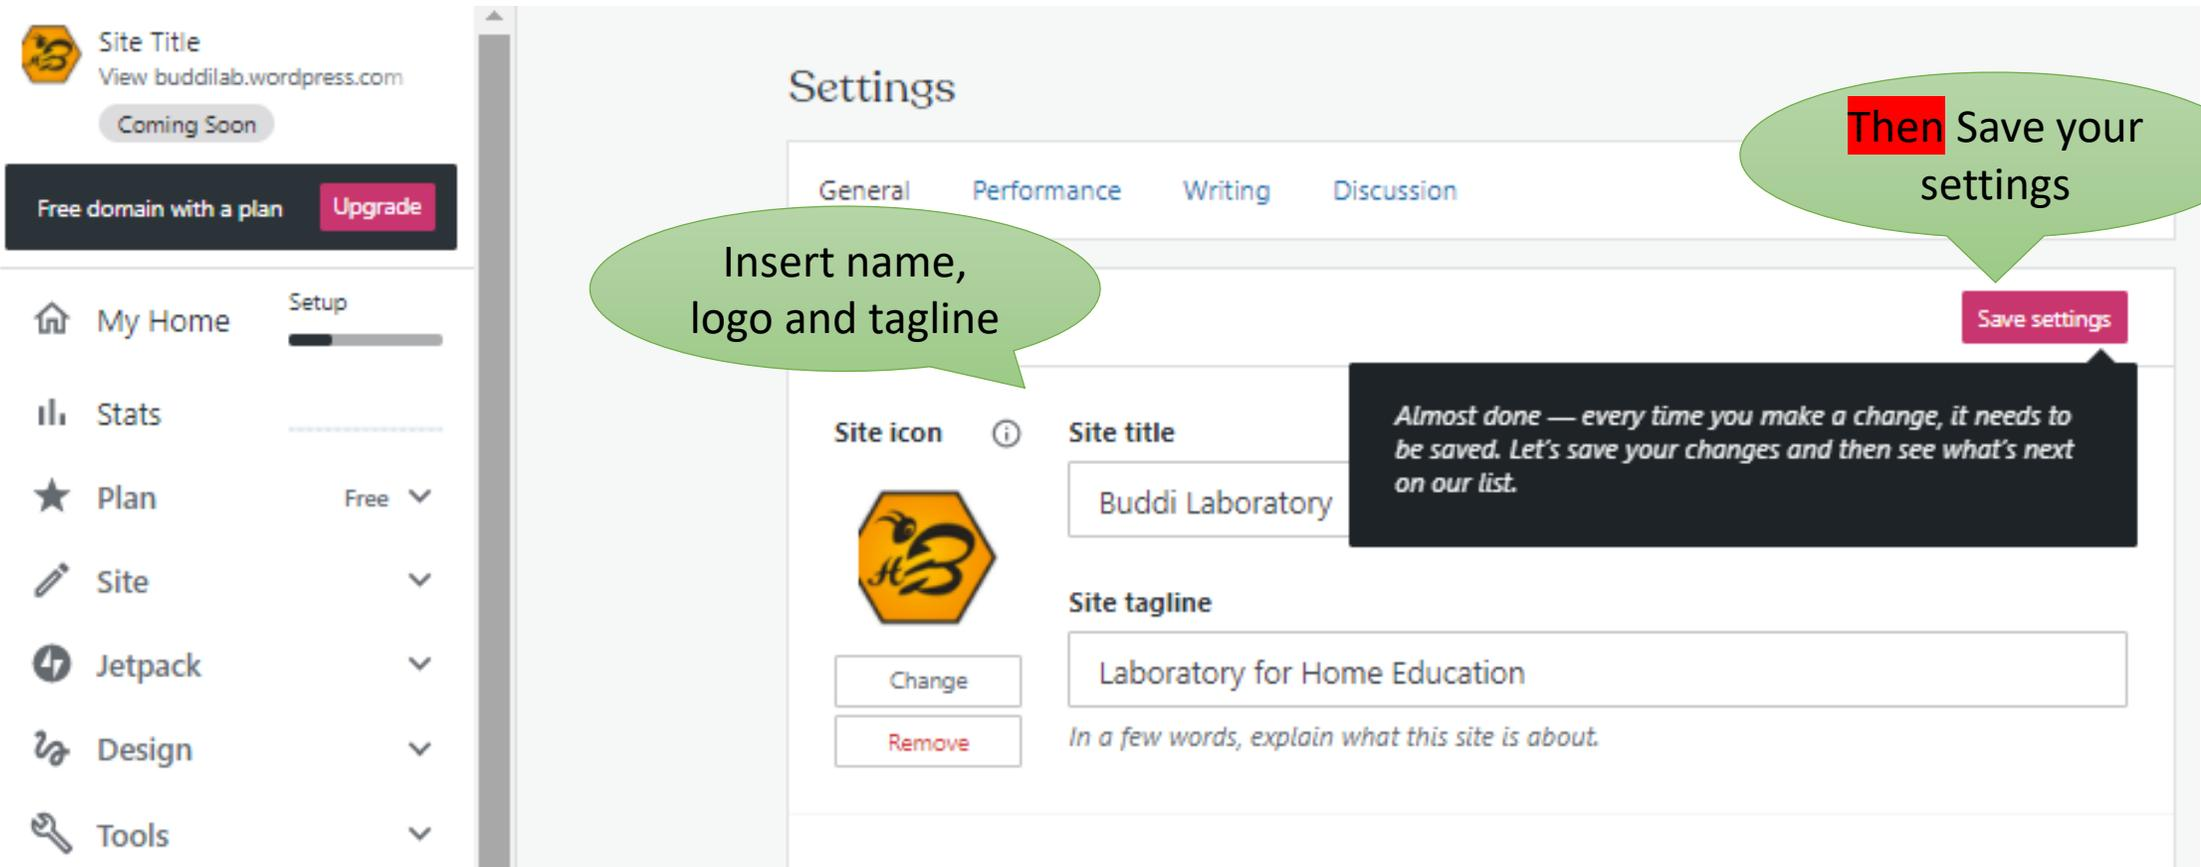 Site Title
View buddilab.wordpress.com
Coming Soon
Free domain with a plan
Upgrade
My Home
Setup
Stats
Plan
Free
Site
Jetpack
Design
Tools
Settings
General
Performance
Writing
Discussion
Then Save your
settings
Insert name,
logo and tagline
Save settings
Almost done — every time you make a change, it needs to
be saved. Let's save your changes and then see what's next
on our list.
Site icon
Site title
Buddi Laboratory
H B
Change
Remove
Site tagline
Laboratory for Home Education
In a few words, explain what this site is about.